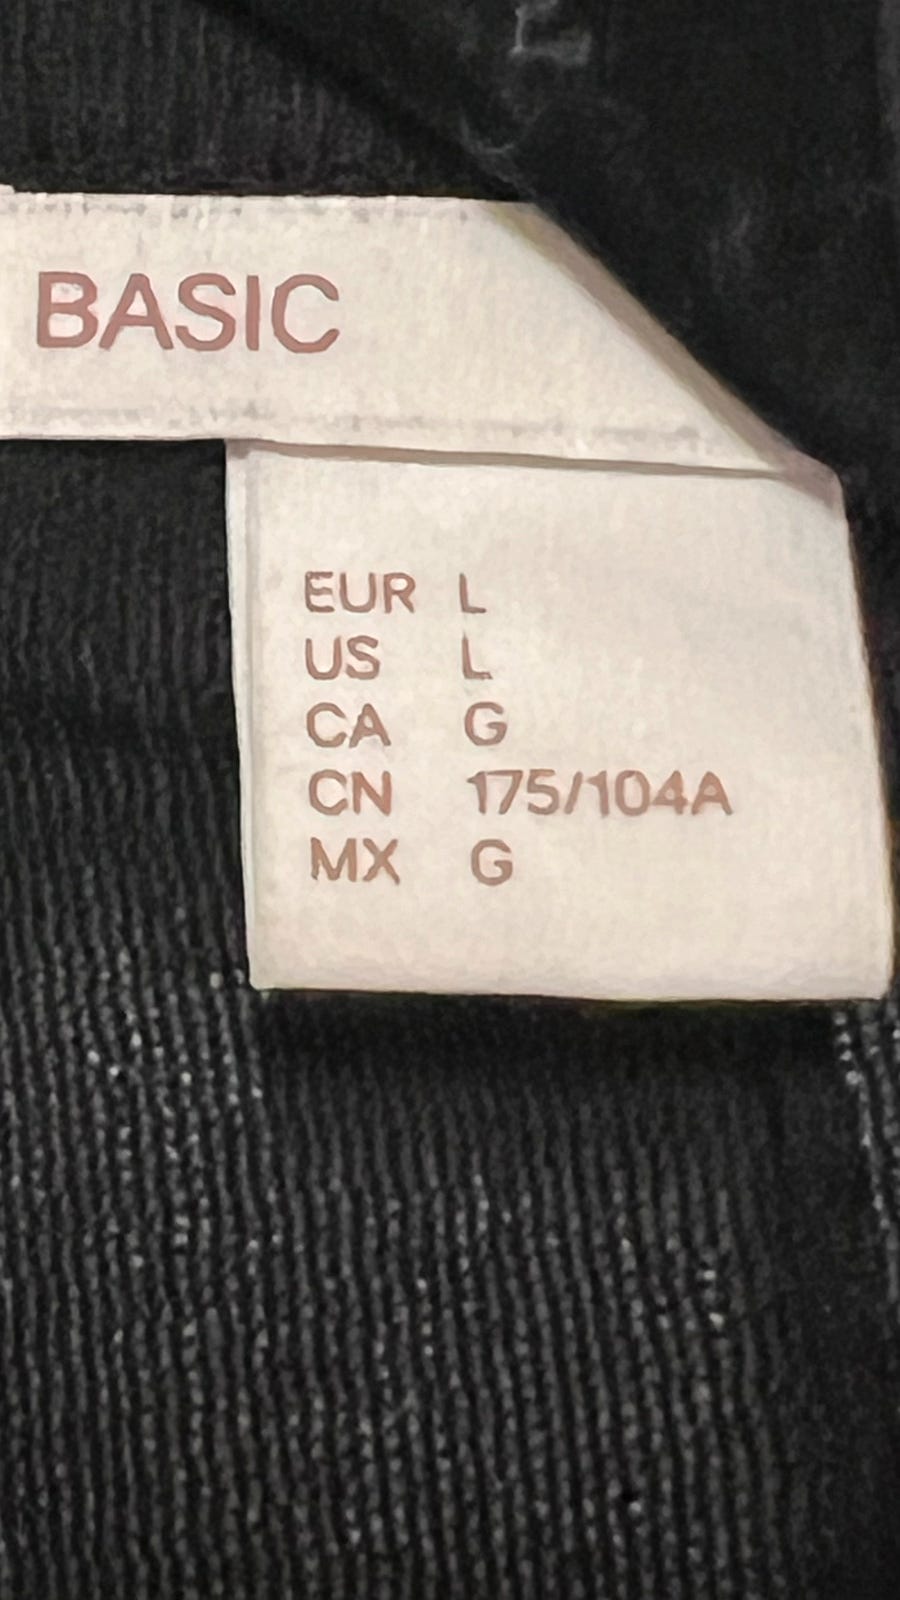 BASIC
EUR L
US L
CA G
CN 175/104A
MX G